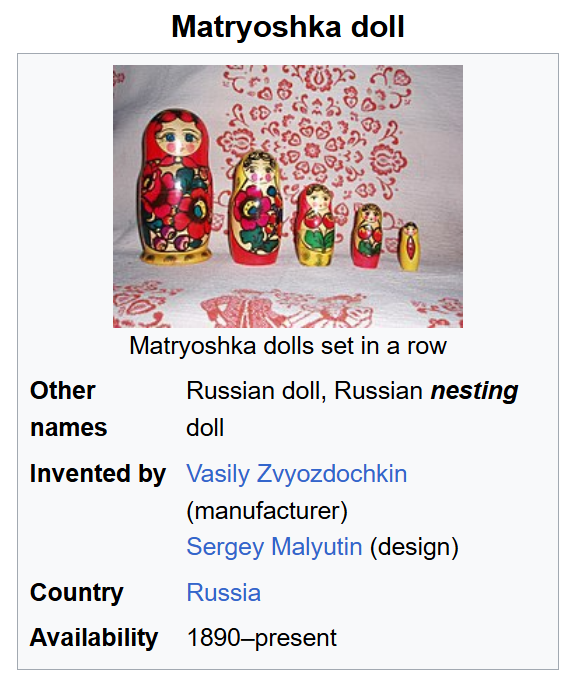 Matryoshka doll
Matryoshka dolls set in a row
Other names
Russian doll, Russian nesting
doll
Invented by
Vasily Zvyozdochkin
(manufacturer)
Sergey Malyutin (design)
Country
Russia
Availability
1890–present